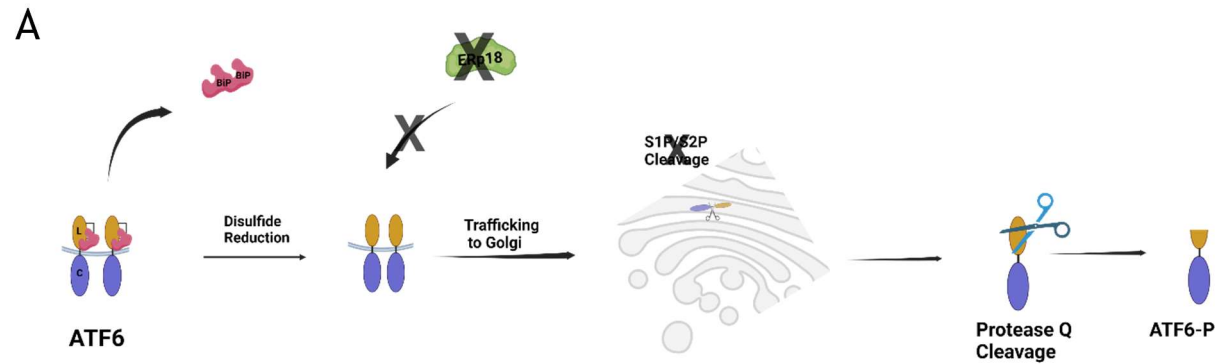 A
BiP
BiP
ERp18
X
X
S1P/S2P
Cleavage
X
L
C
Disulfide
Reduction
Trafficking
to Golgi
ATF6
Protease Q
Cleavage
ATF6-P